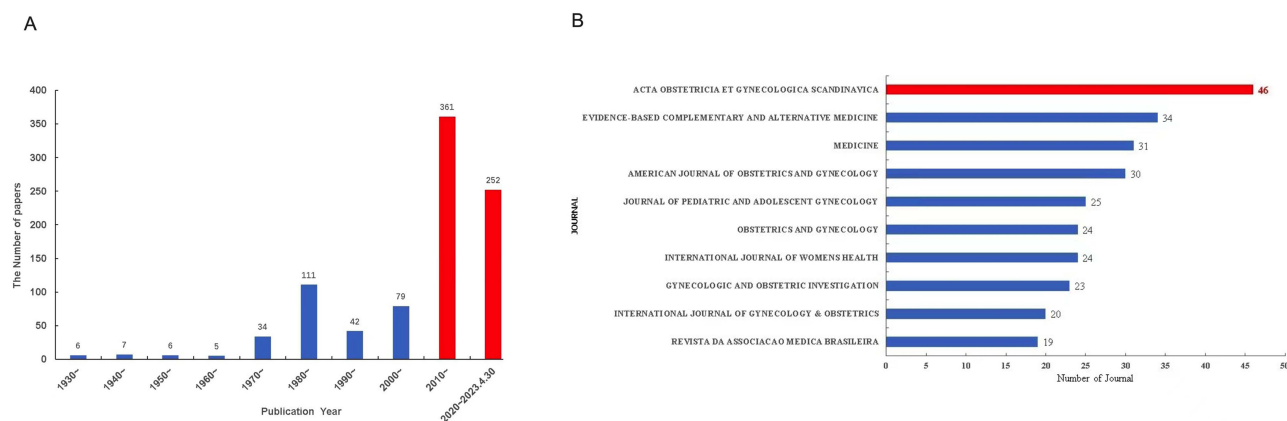 A
400
350
300
250
200
150
100
50
0
The Number of papers
6
7
6
5
34
111
42
79
361
252
1930~
1940~
1950~
1960~
1970~
1980~
1990~
2000~
2010~
2020~2023.4.30
Publication Year
B
JOURNAL
ACTA OBSTETRICIA ET GYNECOLOGICA SCANDINAVICA 46
EVIDENCE-BASED COMPLEMENTARY AND ALTERNATIVE MEDICINE 34
MEDICINE 31
AMERICAN JOURNAL OF OBSTETRICS AND GYNECOLOGY 30
JOURNAL OF PEDIATRIC AND ADOLESCENT GYNECOLOGY 25
OBSTETRICS AND GYNECOLOGY 24
INTERNATIONAL JOURNAL OF WOMENS HEALTH 24
GYNECOLOGIC AND OBSTETRIC INVESTIGATION 23
INTERNATIONAL JOURNAL OF GYNECOLOGY & OBSTETRICS 20
REVISTA DA ASSOCIACAO MEDICA BRASILEIRA 19
0 5 10 15 20 25 30 35 40 45 50
Number of Journal